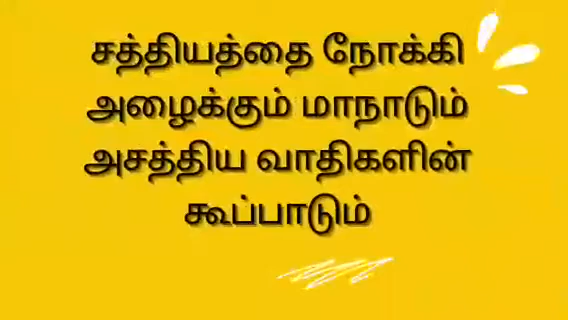 சத்தியத்தை நோக்கி
அழைக்கும் மாநாடும்
அசத்திய வாதிகளின்
கூப்பாடும்